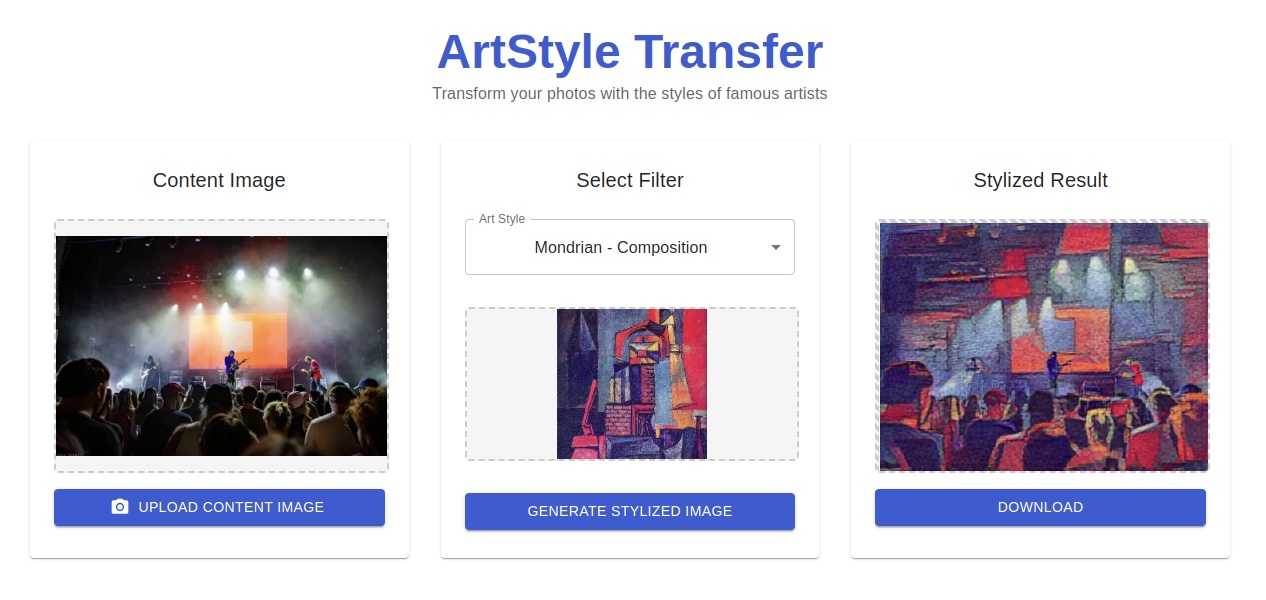 ArtStyle Transfer
Transform your photos with the styles of famous artists
Content Image
UPLOAD CONTENT IMAGE
Select Filter
Art Style
Mondrian - Composition
GENERATE STYLIZED IMAGE
Stylized Result
DOWNLOAD